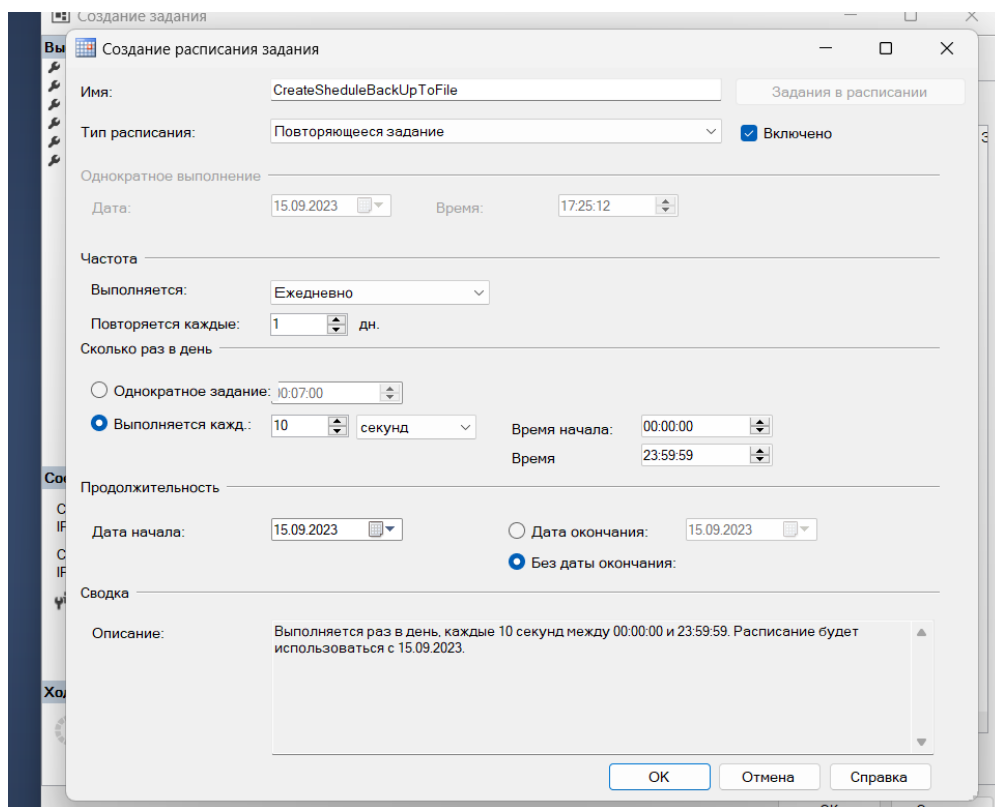 Создание задания
Вы
Создание расписания задания
Имя: CreateSheduleBackUpToFile Задания в расписании
Тип расписания: Повторяющееся задание Включено
Однократное выполнение
Дата: 15.09.2023 Время: 17:25:12
Частота
Выполняется: Ежедневно
Повторяется каждые: 1 дн.
Сколько раз в день
Однократное задание: 00:07:00
Выполняется кажд.: 10 секунд Время начала: 00:00:00
Время 23:59:59
Продолжительность
Дата начала: 15.09.2023 Дата окончания: 15.09.2023
Без даты окончания:
Сводка
Описание: Выполняется раз в день, каждые 10 секунд между 00:00:00 и 23:59:59. Расписание будет
использоваться с 15.09.2023.
OK Отмена Справка